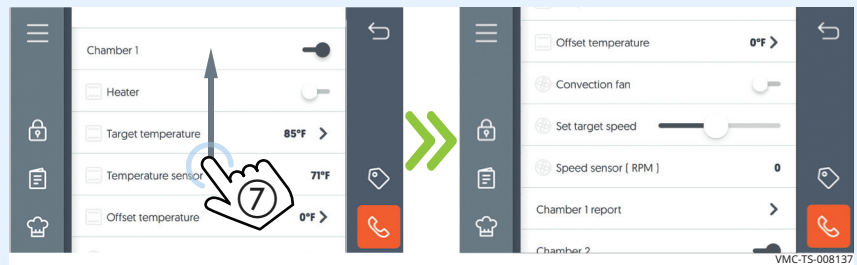 Chamber 1
Heater
Target temperature 85°F
Temperature sensor 71°F
Offset temperature 0°F
7
Offset temperature 0°F
Convection fan
Set target speed
Speed sensor [ RPM ] 0
Chamber 1 report
Chamber 2
VMC-TS-008137